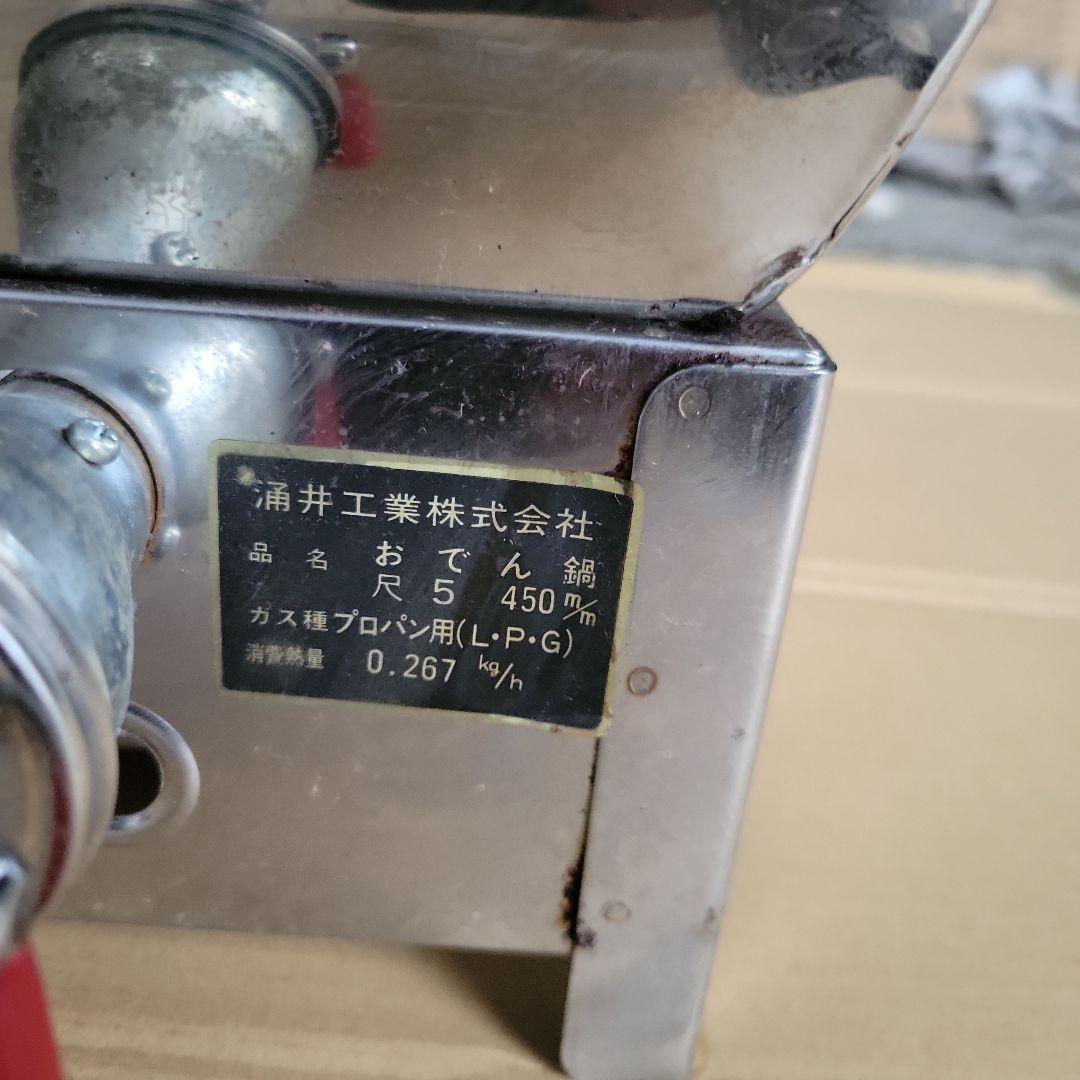 涌井工業株式会社
品名 おでん鍋
尺5 450 m/m
ガス種プロパン用(L・P・G)
消費熱量 0.267 kg/h